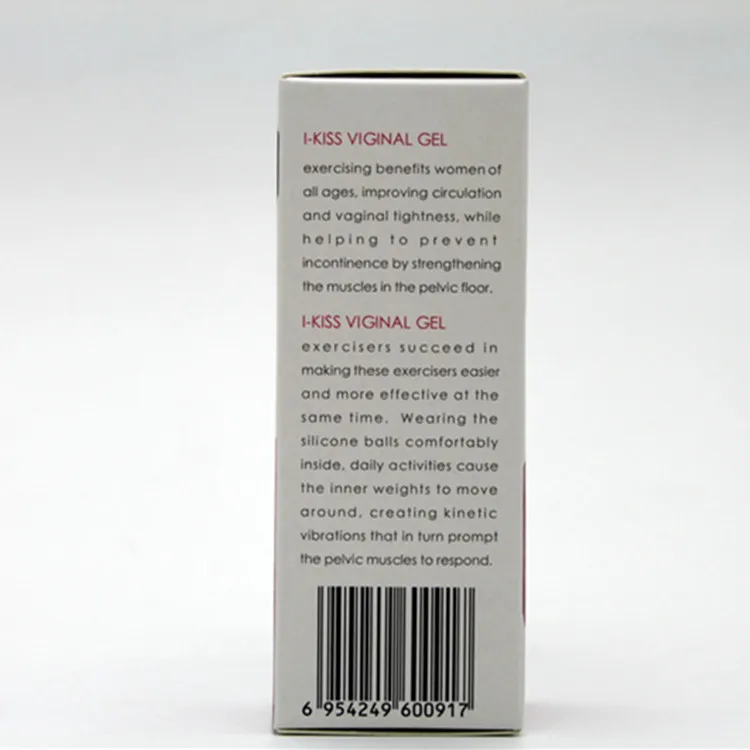 I-KISS VIGINAL GEL
exercising benefits women of
all ages, improving circulation
and vaginal tightness, while
helping to prevent
incontinence by strengthening
the muscles in the pelvic floor.
I-KISS VIGINAL GEL
exercisers succeed in
making these exercisers easier
and more effective at the
same time. Wearing the
silicone balls comfortably
inside, daily activities cause
the inner weights to move
around, creating kinetic
vibrations that in turn prompt
the pelvic muscles to respond.
6 954249 600917